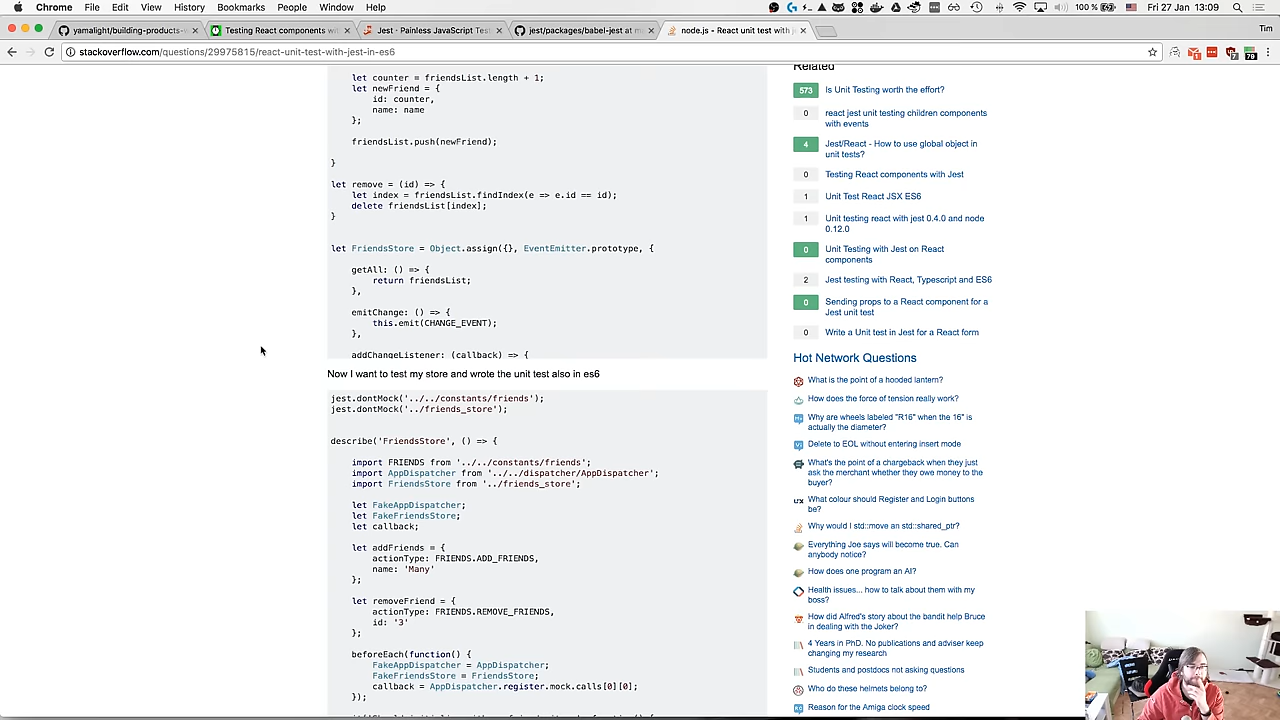 Chrome File Edit View History Bookmarks People Window Help
100 % Fri 27 Jan 13:09
yamalight/building-products-
Testing React components w
Jest · Painless JavaScript Tes
jest/packages/babel-jest at m
node.js - React unit test with j
Tim
stackoverflow.com/questions/29975815/react-unit-test-with-jest-in-es6
let counter = friendsList.length + 1;
let newFriend = {
id: counter,
name: name
};
friendsList.push(newFriend);
}
let remove = (id) => {
let index = friendsList.findIndex(e => e.id == id);
delete friendsList[index];
}
let FriendsStore = Object.assign({}, EventEmitter.prototype, {
getAll: () => {
return friendsList;
},
emitChange: () => {
this.emit(CHANGE_EVENT);
},
addChangeListener: (callback) => {
Now I want to test my store and wrote the unit test also in es6
jest.dontMock('../../constants/friends');
jest.dontMock('../friends_store');
describe('FriendsStore', () => {
import FRIENDS from '../../constants/friends';
import AppDispatcher from '../../dispatcher/AppDispatcher';
import FriendsStore from '../friends_store';
let FakeAppDispatcher;
let FakeFriendsStore;
let callback;
let addFriends = {
actionType: FRIENDS.ADD_FRIENDS,
name: 'Many'
};
let removeFriend = {
actionType: FRIENDS.REMOVE_FRIENDS,
id: '3'
};
beforeEach(function() {
FakeAppDispatcher = AppDispatcher;
FakeFriendsStore = FriendsStore;
callback = AppDispatcher.register.mock.calls[0][0];
});
Related
573 Is Unit Testing worth the effort?
0 react jest unit testing children components
with events
4 Jest/React - How to use global object in
unit tests?
0 Testing React components with Jest
1 Unit Test React JSX ES6
1 Unit testing react with jest 0.4.0 and node
0.12.0
0 Unit Testing with Jest on React
components
2 Jest testing with React, Typescript and ES6
0 Sending props to a React component for a
Jest unit test
0 Write a Unit test in Jest for a React form
Hot Network Questions
What is the point of a hooded lantern?
How does the force of tension really work?
Why are wheels labeled "R16" when the 16" is
actually the diameter?
Delete to EOL without entering insert mode
What's the point of a chargeback when they just
ask the merchant whether they owe money to the
buyer?
What colour should Register and Login buttons
be?
Why would I std::move an std::shared_ptr?
Everything Joe says will become true. Can
anybody notice?
How does one program an AI?
Health issues... how to talk about them with my
boss?
How did Alfred's story about the bandit help Bruce
in dealing with the Joker?
4 Years in PhD. No publications and adviser keep
changing my research
Students and postdocs not asking questions
Who do these helmets belong to?
Reason for the Amiga clock speed